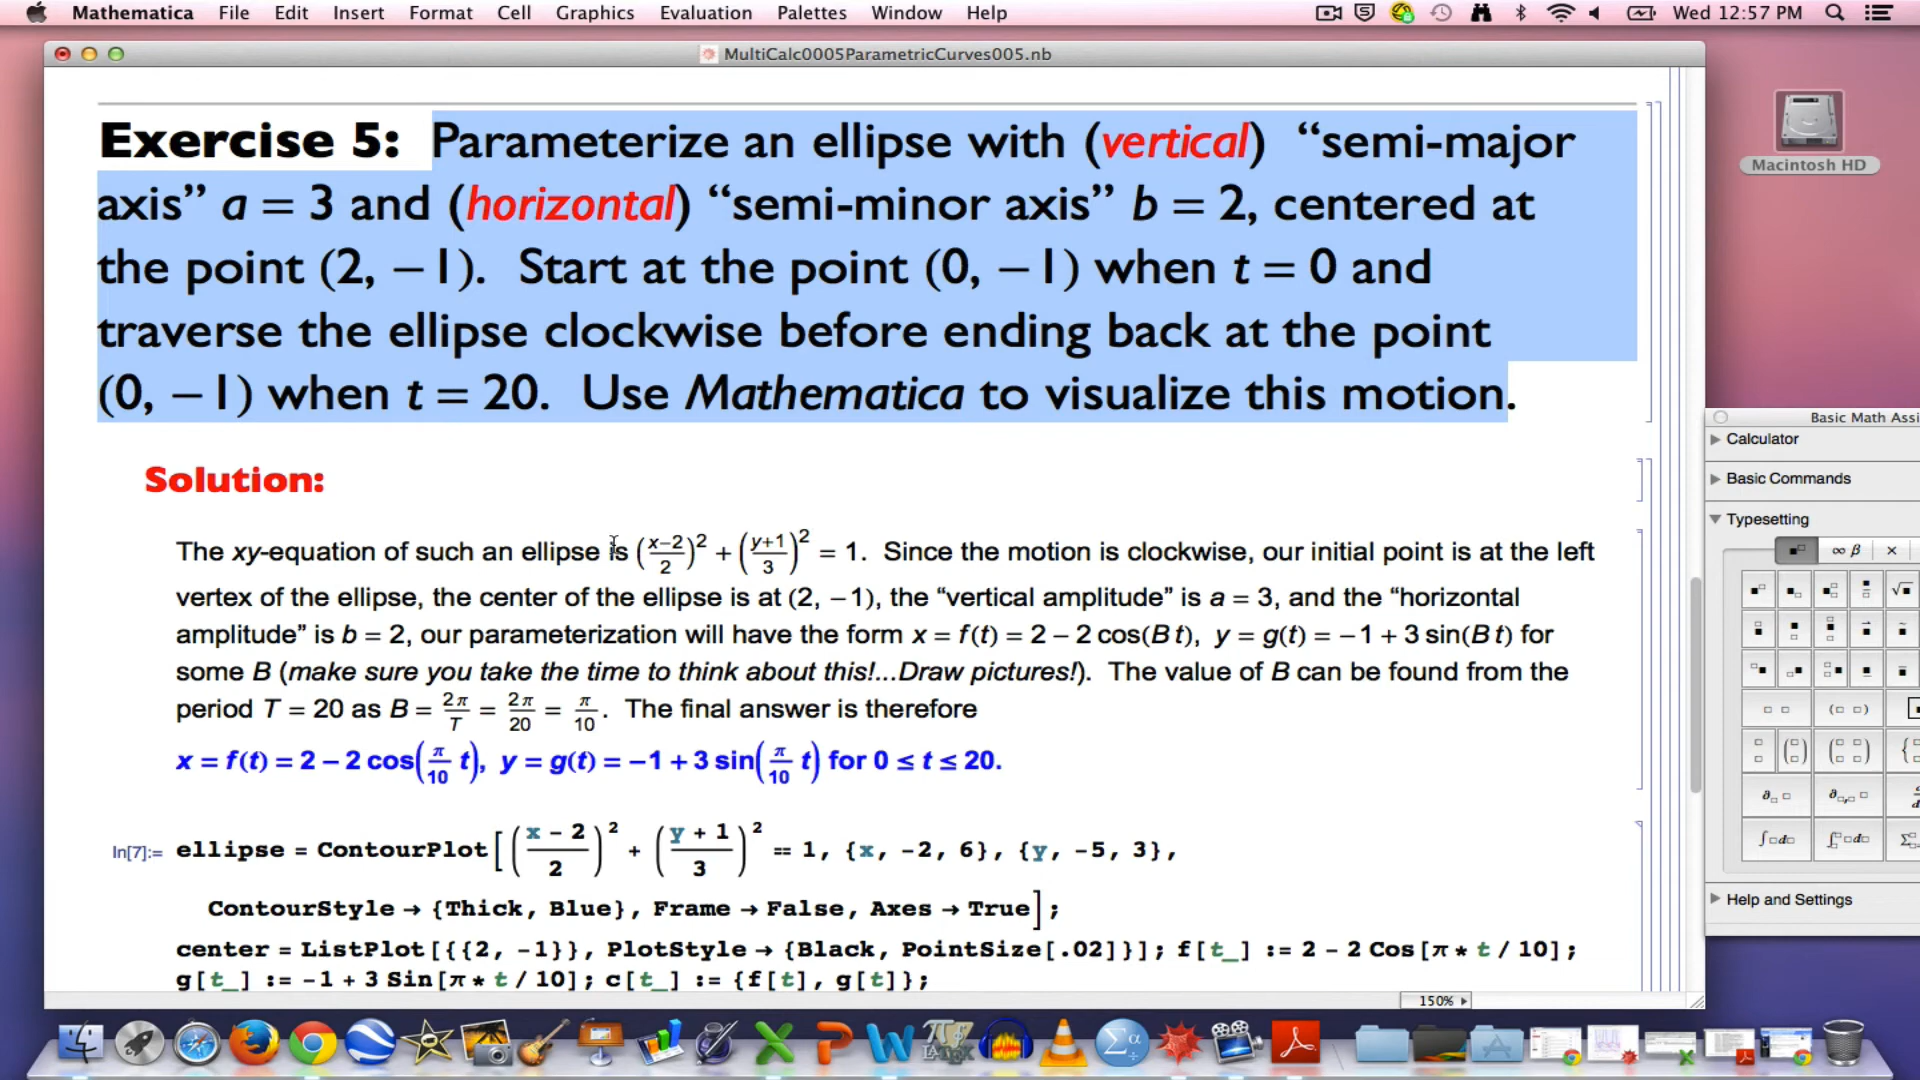 Mathematica File Edit Insert Format Cell Graphics Evaluation Palettes Window Help Wed 12:57 PM
MultiCalc0005ParametricCurves005.nb
Macintosh HD
Exercise 5: Parameterize an ellipse with (vertical) “semi-major
axis” a = 3 and (horizontal) “semi-minor axis” b = 2, centered at
the point (2, −1). Start at the point (0, −1) when t = 0 and
traverse the ellipse clockwise before ending back at the point
(0, −1) when t = 20. Use Mathematica to visualize this motion.
Solution:
The xy-equation of such an ellipse is ((x−2)/2)² + ((y+1)/3)² = 1. Since the motion is clockwise, our initial point is at the left
vertex of the ellipse, the center of the ellipse is at (2, −1), the “vertical amplitude” is a = 3, and the “horizontal
amplitude” is b = 2, our parameterization will have the form x = f(t) = 2 − 2 cos(B t), y = g(t) = −1 + 3 sin(B t) for
some B (make sure you take the time to think about this!...Draw pictures!). The value of B can be found from the
period T = 20 as B = 2π/T = 2π/20 = π/10. The final answer is therefore
x = f(t) = 2 − 2 cos(π/10 t), y = g(t) = −1 + 3 sin(π/10 t) for 0 ≤ t ≤ 20.
In[7]:= ellipse = ContourPlot[((x - 2)/2)² + ((y + 1)/3)² == 1, {x, -2, 6}, {y, -5, 3},
ContourStyle → {Thick, Blue}, Frame → False, Axes → True];
center = ListPlot[{{2, -1}}, PlotStyle → {Black, PointSize[.02]}]; f[t_] := 2 - 2 Cos[π * t / 10];
g[t_] := -1 + 3 Sin[π * t / 10]; c[t_] := {f[t], g[t]};
150%
Basic Math Assi
Calculator
Basic Commands
Typesetting
∞ β ×
Help and Settings